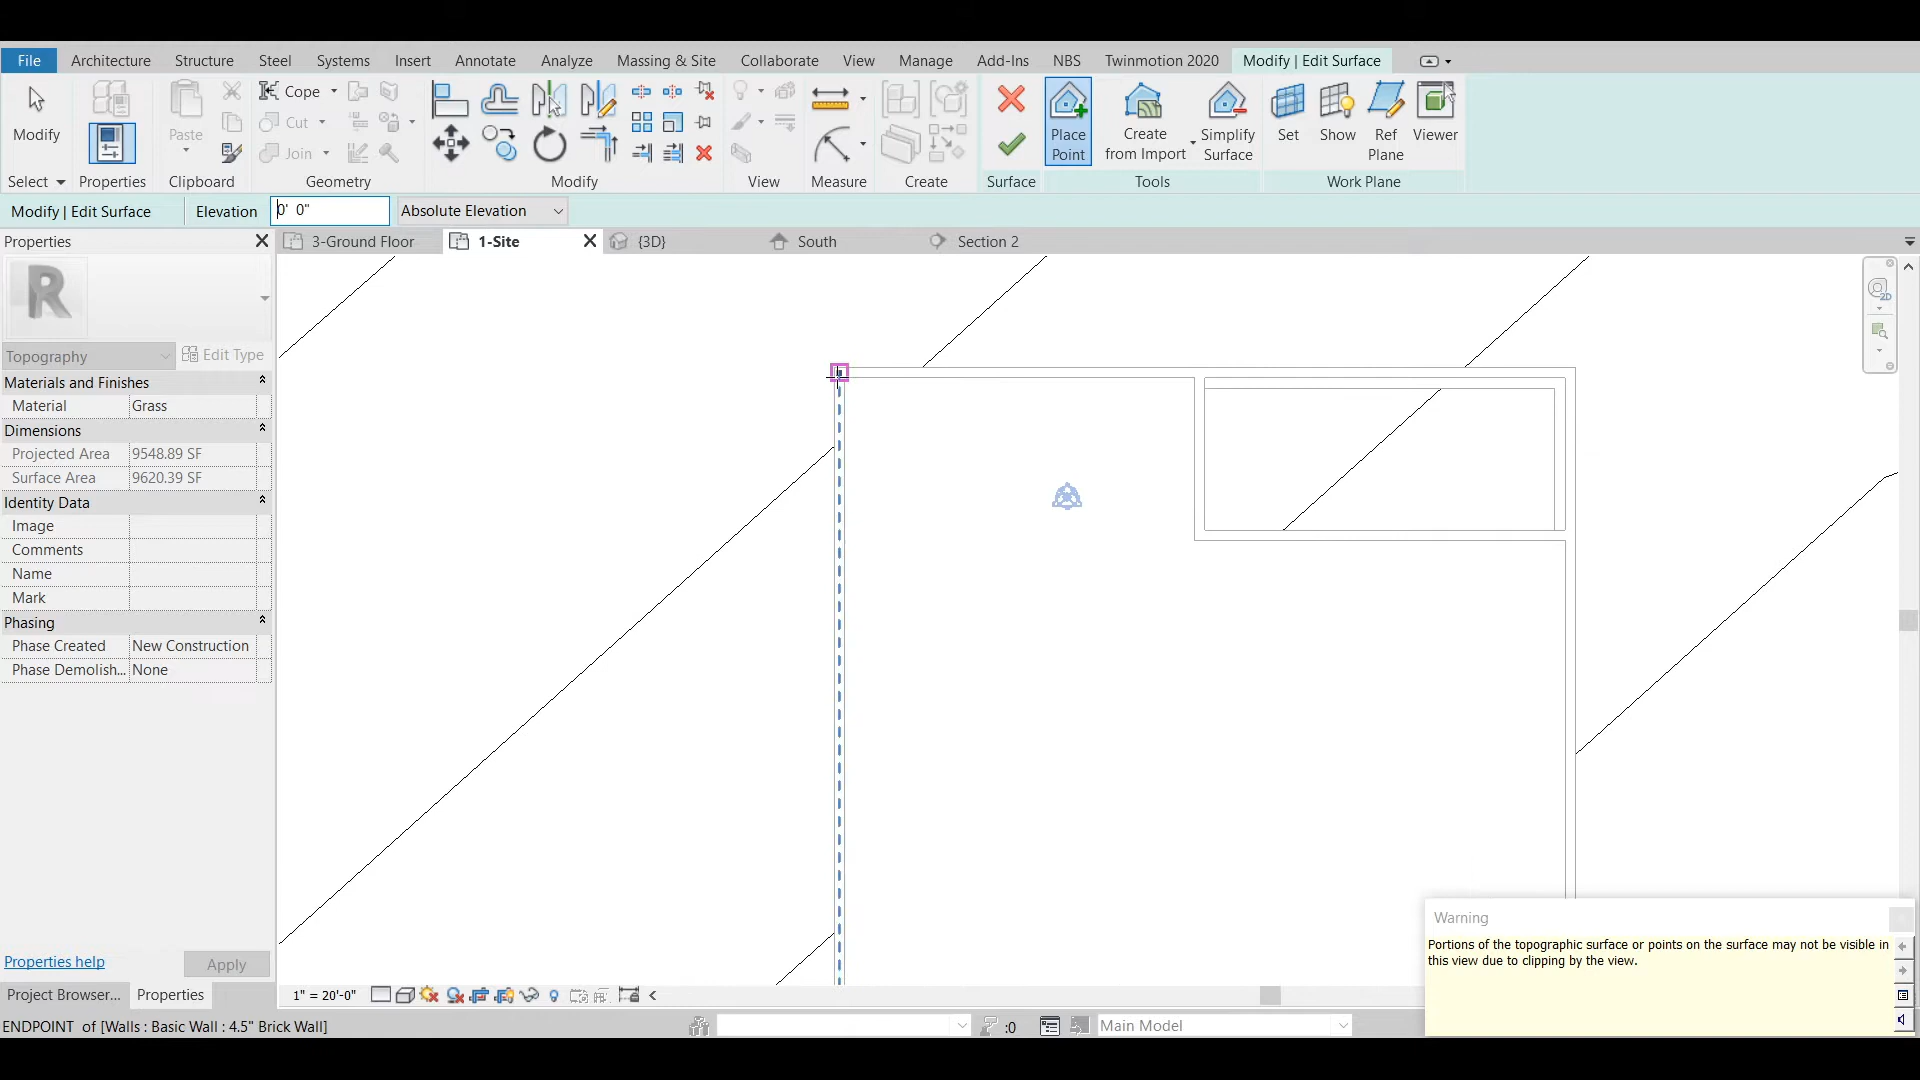 File Architecture Structure Steel Systems Insert Annotate Analyze Massing & Site Collaborate View Manage Add-Ins NBS Twinmotion 2020 Modify | Edit Surface
Modify
Paste
Cope
Cut
Join
Place Point
Create from Import
Simplify Surface
Set
Show
Ref Plane
Viewer
Select Properties Clipboard Geometry Modify View Measure Create Surface Tools Work Plane
Modify | Edit Surface Elevation 0' 0" Absolute Elevation
Properties
3-Ground Floor 1-Site {3D} South Section 2
R
Topography Edit Type
Materials and Finishes
Material Grass
Dimensions
Projected Area 9548.89 SF
Surface Area 9620.39 SF
Identity Data
Image
Comments
Name
Mark
Phasing
Phase Created New Construction
Phase Demolish... None
2D
Warning
Portions of the topographic surface or points on the surface may not be visible in
this view due to clipping by the view.
Properties help Apply
Project Browser... Properties
1" = 20'-0"
ENDPOINT of [Walls : Basic Wall : 4.5" Brick Wall]
:0
Main Model